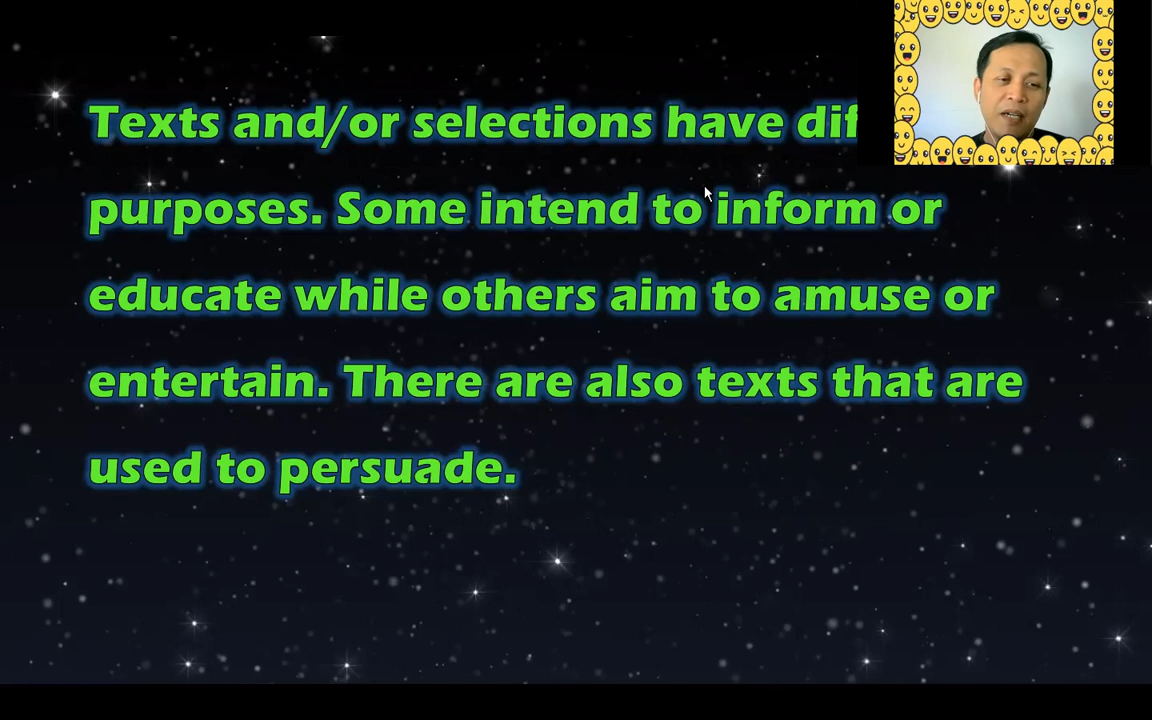 Texts and/or selections have dif
purposes. Some intend to inform or
educate while others aim to amuse or
entertain. There are also texts that are
used to persuade.